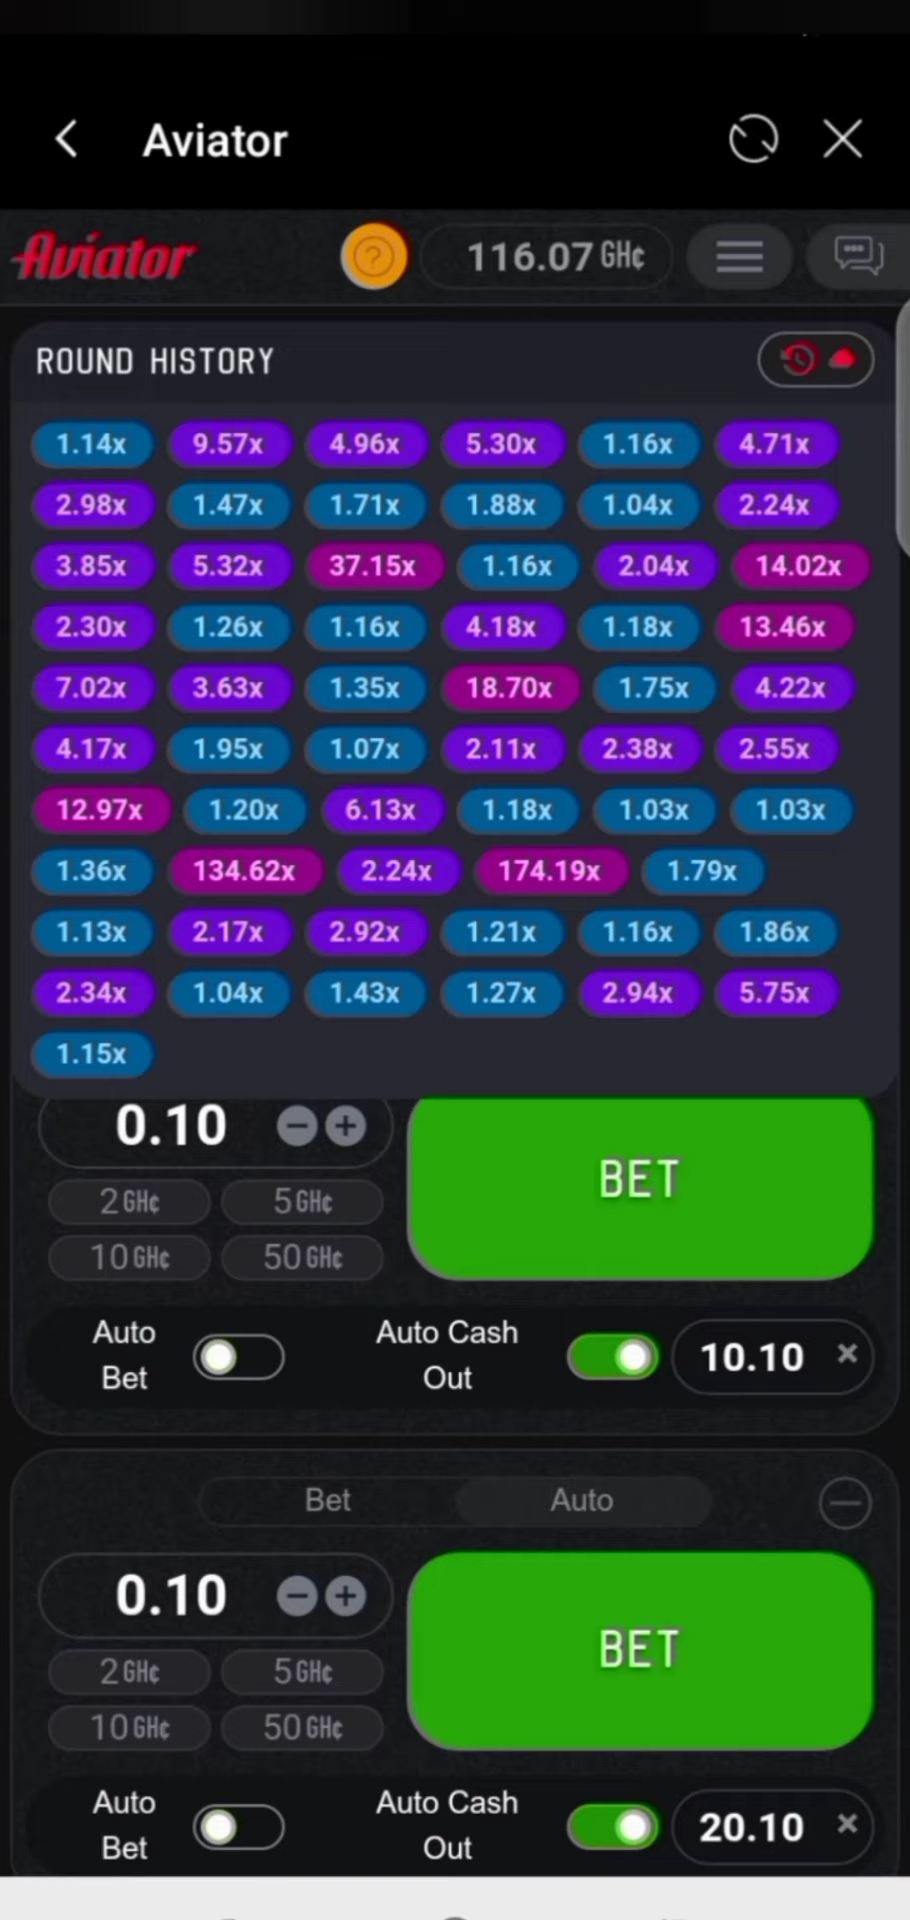 Aviator
Aviator 116.07 GH¢
ROUND HISTORY
1.14x 9.57x 4.96x 5.30x 1.16x 4.71x
2.98x 1.47x 1.71x 1.88x 1.04x 2.24x
3.85x 5.32x 37.15x 1.16x 2.04x 14.02x
2.30x 1.26x 1.16x 4.18x 1.18x 13.46x
7.02x 3.63x 1.35x 18.70x 1.75x 4.22x
4.17x 1.95x 1.07x 2.11x 2.38x 2.55x
12.97x 1.20x 6.13x 1.18x 1.03x 1.03x
1.36x 134.62x 2.24x 174.19x 1.79x
1.13x 2.17x 2.92x 1.21x 1.16x 1.86x
2.34x 1.04x 1.43x 1.27x 2.94x 5.75x
1.15x
0.10
2 GH¢ 5 GH¢
10 GH¢ 50 GH¢
BET
Auto
Bet
Auto Cash
Out
10.10
Bet Auto
0.10
2 GH¢ 5 GH¢
10 GH¢ 50 GH¢
BET
Auto
Bet
Auto Cash
Out
20.10